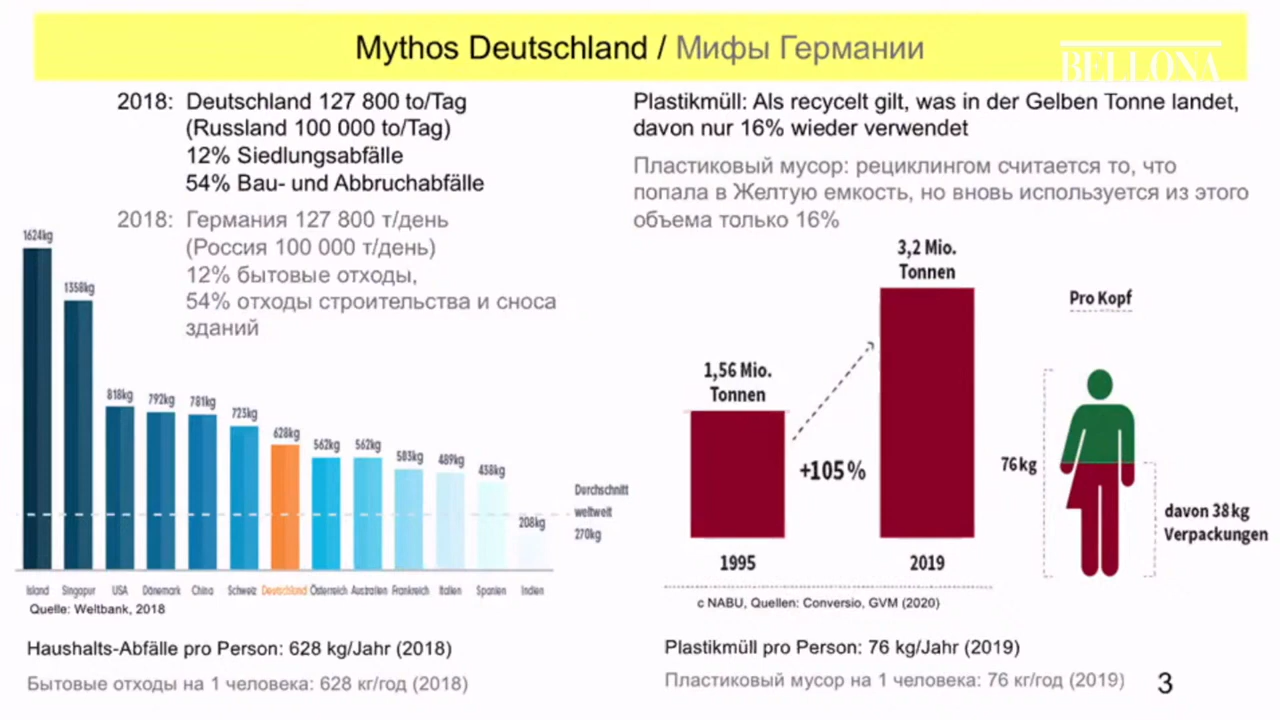 Mythos Deutschland / Мифы Германии
BELLONA
2018: Deutschland 127 800 to/Tag
(Russland 100 000 to/Tag)
12% Siedlungsabfälle
54% Bau- und Abbruchabfälle
2018: Германия 127 800 т/день
(Россия 100 000 т/день)
12% бытовые отходы,
54% отходы строительства и сноса
зданий
1624kg
1358kg
818kg
792kg
781kg
723kg
628kg
562kg
562kg
503kg
489kg
438kg
208kg
Durchschnitt
weltweit
270kg
Island Singapur USA Dänemark China Schweiz Deutschland Österreich Australien Frankreich Italien Spanien Indien
Quelle: Weltbank, 2018
Haushalts-Abfälle pro Person: 628 kg/Jahr (2018)
Бытовые отходы на 1 человека: 628 кг/год (2018)
Plastikmüll: Als recycelt gilt, was in der Gelben Tonne landet,
davon nur 16% wieder verwendet
Пластиковый мусор: рециклингом считается то, что
попала в Желтую емкость, но вновь используется из этого
объема только 16%
3,2 Mio.
Tonnen
1,56 Mio.
Tonnen
+105 %
1995 2019
Pro Kopf
76 kg
davon 38 kg
Verpackungen
c NABU, Quellen: Conversio, GVM (2020)
Plastikmüll pro Person: 76 kg/Jahr (2019)
Пластиковый мусор на 1 человека: 76 кг/год (2019)
3